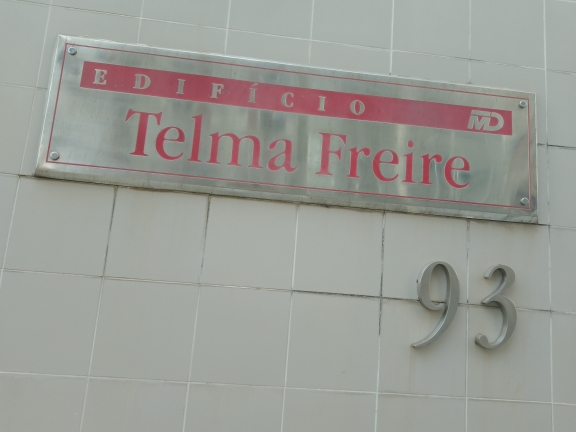 EDIFÍCIO MD
Telma Freire
93